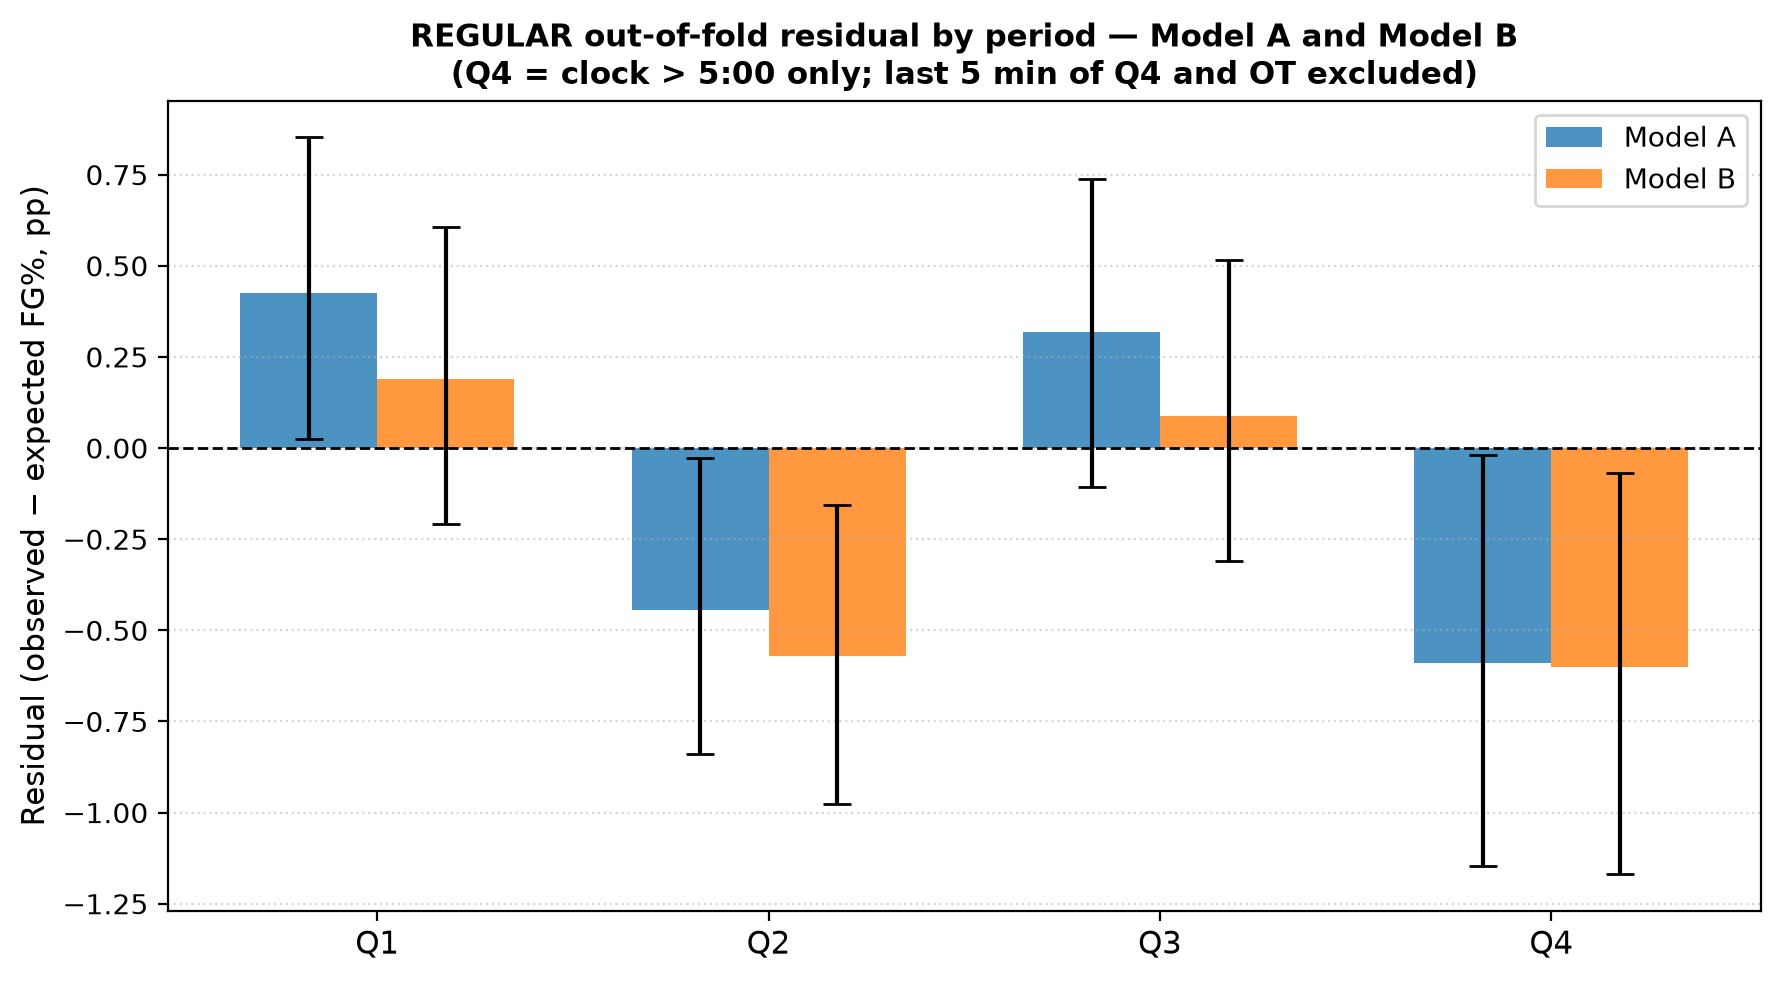 REGULAR out-of-fold residual by period — Model A and Model B
(Q4 = clock > 5:00 only; last 5 min of Q4 and OT excluded)
Model A
Model B
Residual (observed − expected FG%, pp)
0.75
0.50
0.25
0.00
−0.25
−0.50
−0.75
−1.00
−1.25
Q1 Q2 Q3 Q4